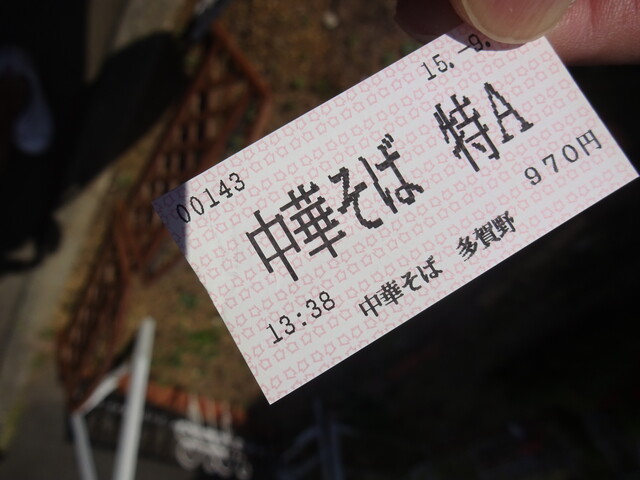 15.-9.
00143
中華そば 特A
970円
13:38
中華そば 多賀野